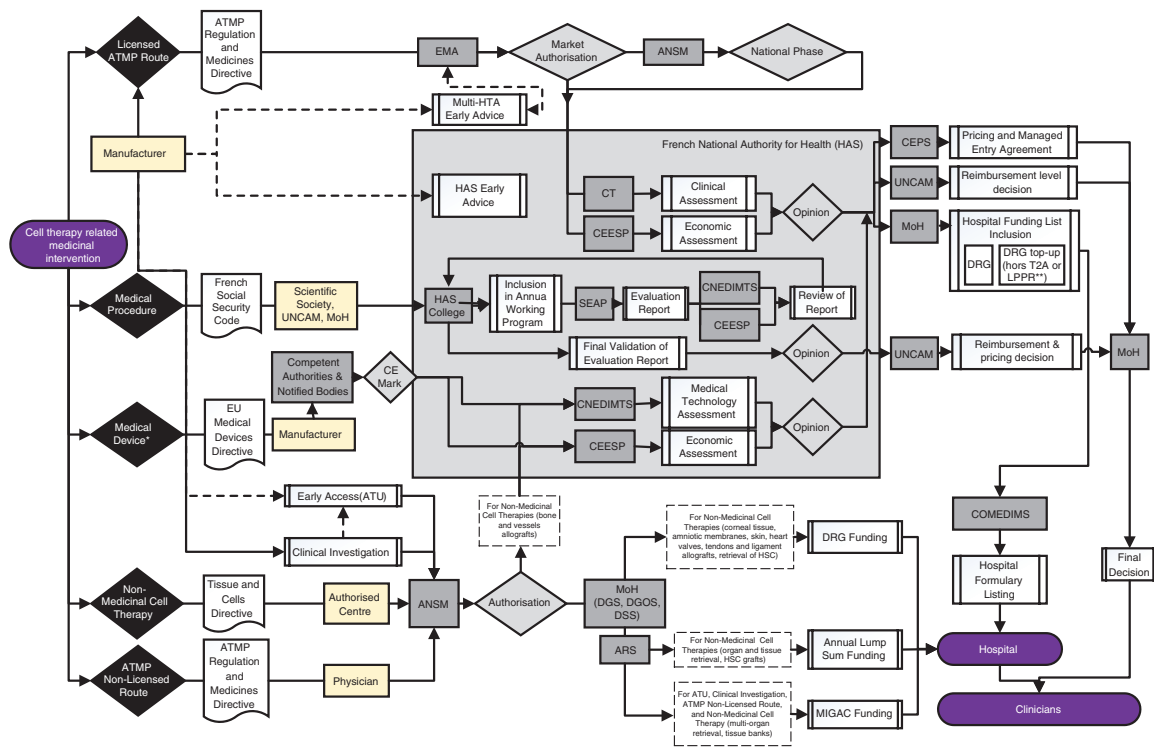 Licensed
ATMP Route
ATMP
Regulation
and
Medicines
Directive
EMA
Market
Authorisation
ANSM
National Phase
Multi-HTA
Early Advice
Manufacturer
HAS Early
Advice
French National Authority for Health (HAS)
CT
Clinical
Assessment
CEESP
Economic
Assessment
Opinion
CEPS
Pricing and Managed
Entry Agreement
UNCAM
Reimbursement level
decision
MoH
Hospital Funding List
Inclusion
DRG
DRG top-up
(hors T2A or
LPPR**)
Cell therapy related
medicinal
intervention
Medical
Procedure
French
Social
Security
Code
Scientific
Society,
UNCAM, MoH
HAS
College
Inclusion
in Annua
Working
Program
SEAP
Evaluation
Report
CNEDIMTS
CEESP
Review of
Report
Final Validation of
Evaluation Report
Opinion
UNCAM
Reimbursement &
pricing decision
MoH
Competent
Authorities &
Notified Bodies
CE
Mark
Medical
Device*
EU
Medical
Devices
Directive
Manufacturer
CNEDIMTS
Medical
Technology
Assessment
CEESP
Economic
Assessment
Opinion
Early Access(ATU)
Clinical Investigation
For Non-Medicinal
Cell Therapies (bone
and vessels
allografts)
For Non-Medicinal Cell
Therapies (corneal tissue,
amniotic membranes, skin, heart
valves, tendons and ligament
allografts, retrieval of HSC)
DRG Funding
COMEDIMS
Hospital
Formulary
Listing
Final
Decision
Non-
Medicinal Cell
Therapy
Tissue and
Cells
Directive
Authorised
Centre
ANSM
Authorisation
MoH
(DGS, DGOS,
DSS)
ARS
For Non-Medicinal Cell
Therapies (organ and tissue
retrieval, HSC grafts)
Annual Lump
Sum Funding
Hospital
ATMP
Non-Licensed
Route
ATMP
Regulation
and
Medicines
Directive
Physician
For ATU, Clinical Investigation,
ATMP Non-Licensed Route,
and Non-Medicinal Cell
Therapy (multi-organ
retrieval, tissue banks)
MIGAC Funding
Clinicians